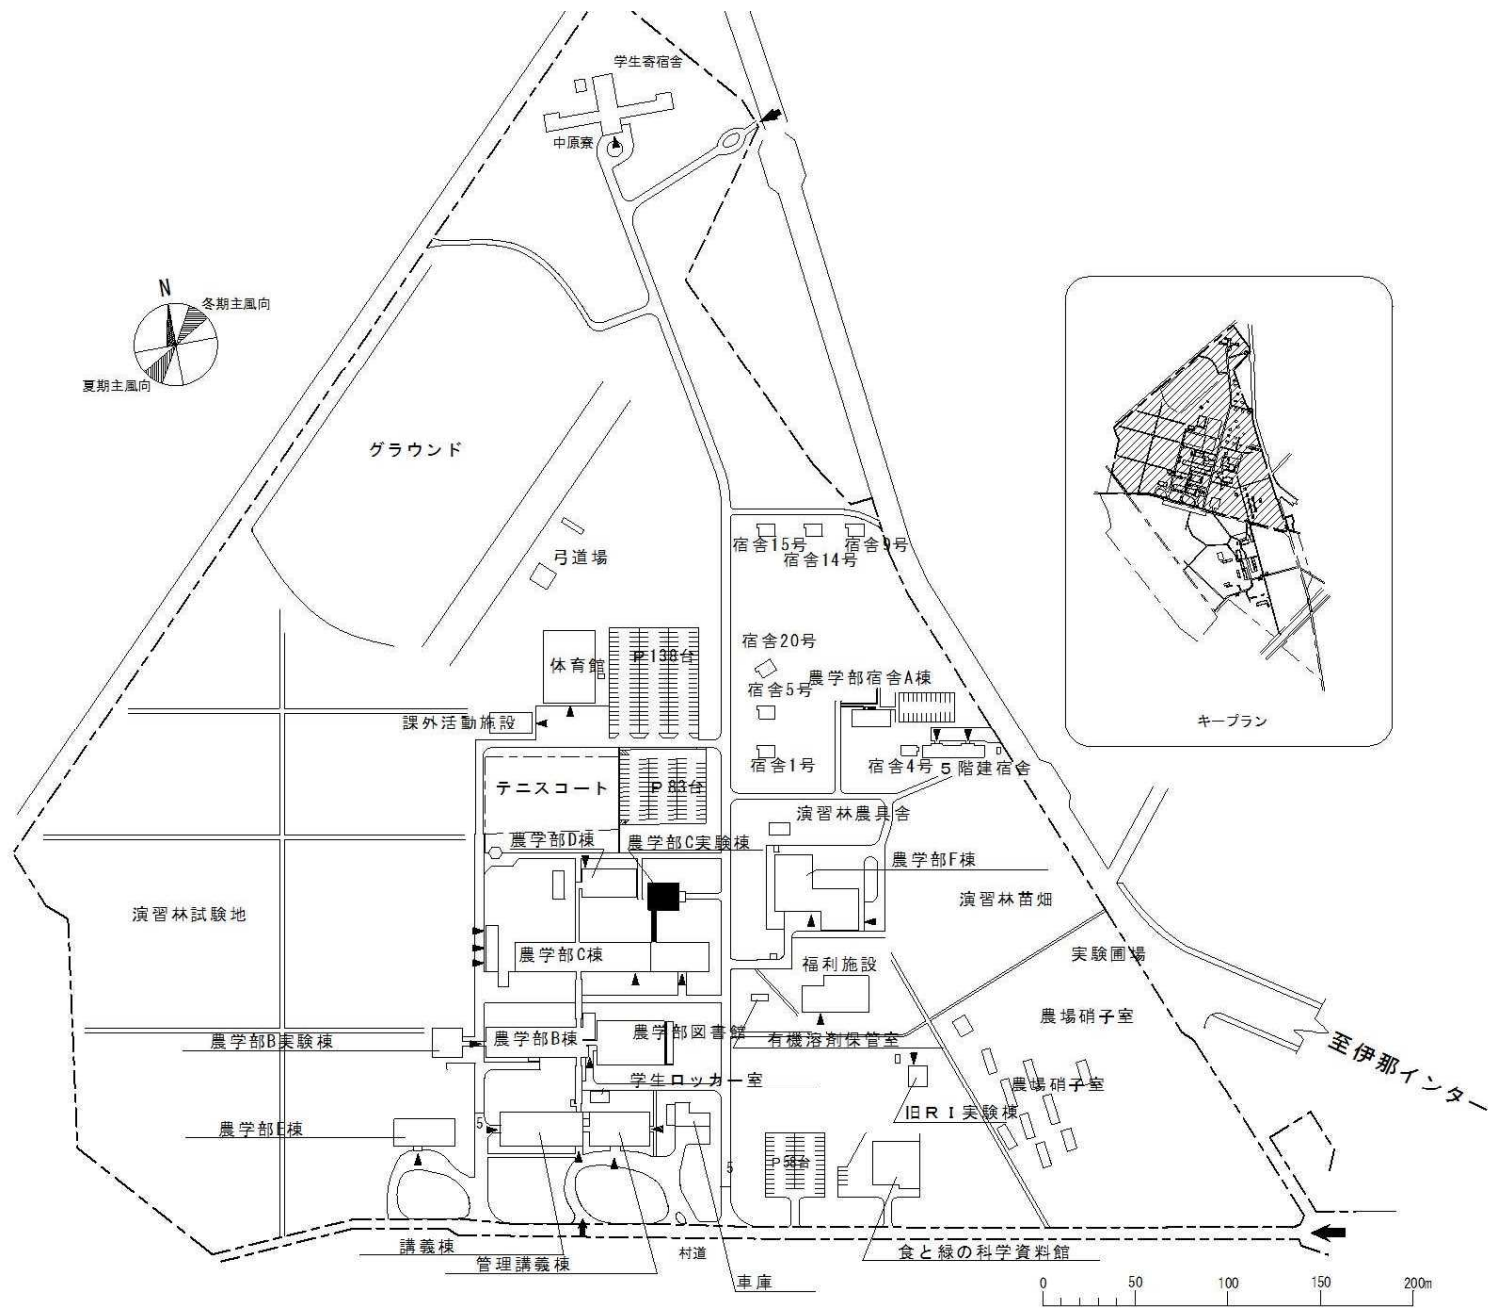 学生寄宿舎
中原寮
N
冬期主風向
夏期主風向
グラウンド
弓道場
宿舎15号
宿舎14号
宿舎9号
体育館
P 138台
宿舎20号
農学部宿舎A棟
宿舎5号
課外活動施設
キープラン
宿舎1号
宿舎4号
5階建宿舎
テニスコート
P 83台
演習林農具舎
農学部D棟
農学部C実験棟
農学部F棟
演習林試験地
演習林苗畑
農学部C棟
福利施設
実験圃場
農場硝子室
農学部B実験棟
農学部B棟
農学部図書館
有機溶剤保管室
至伊那インター
学生ロッカー室
農場硝子室
旧RI実験棟
農学部E棟
5
P 58台
5
講義棟
管理講義棟
村道
車庫
食と緑の科学資料館
0 50 100 150 200m